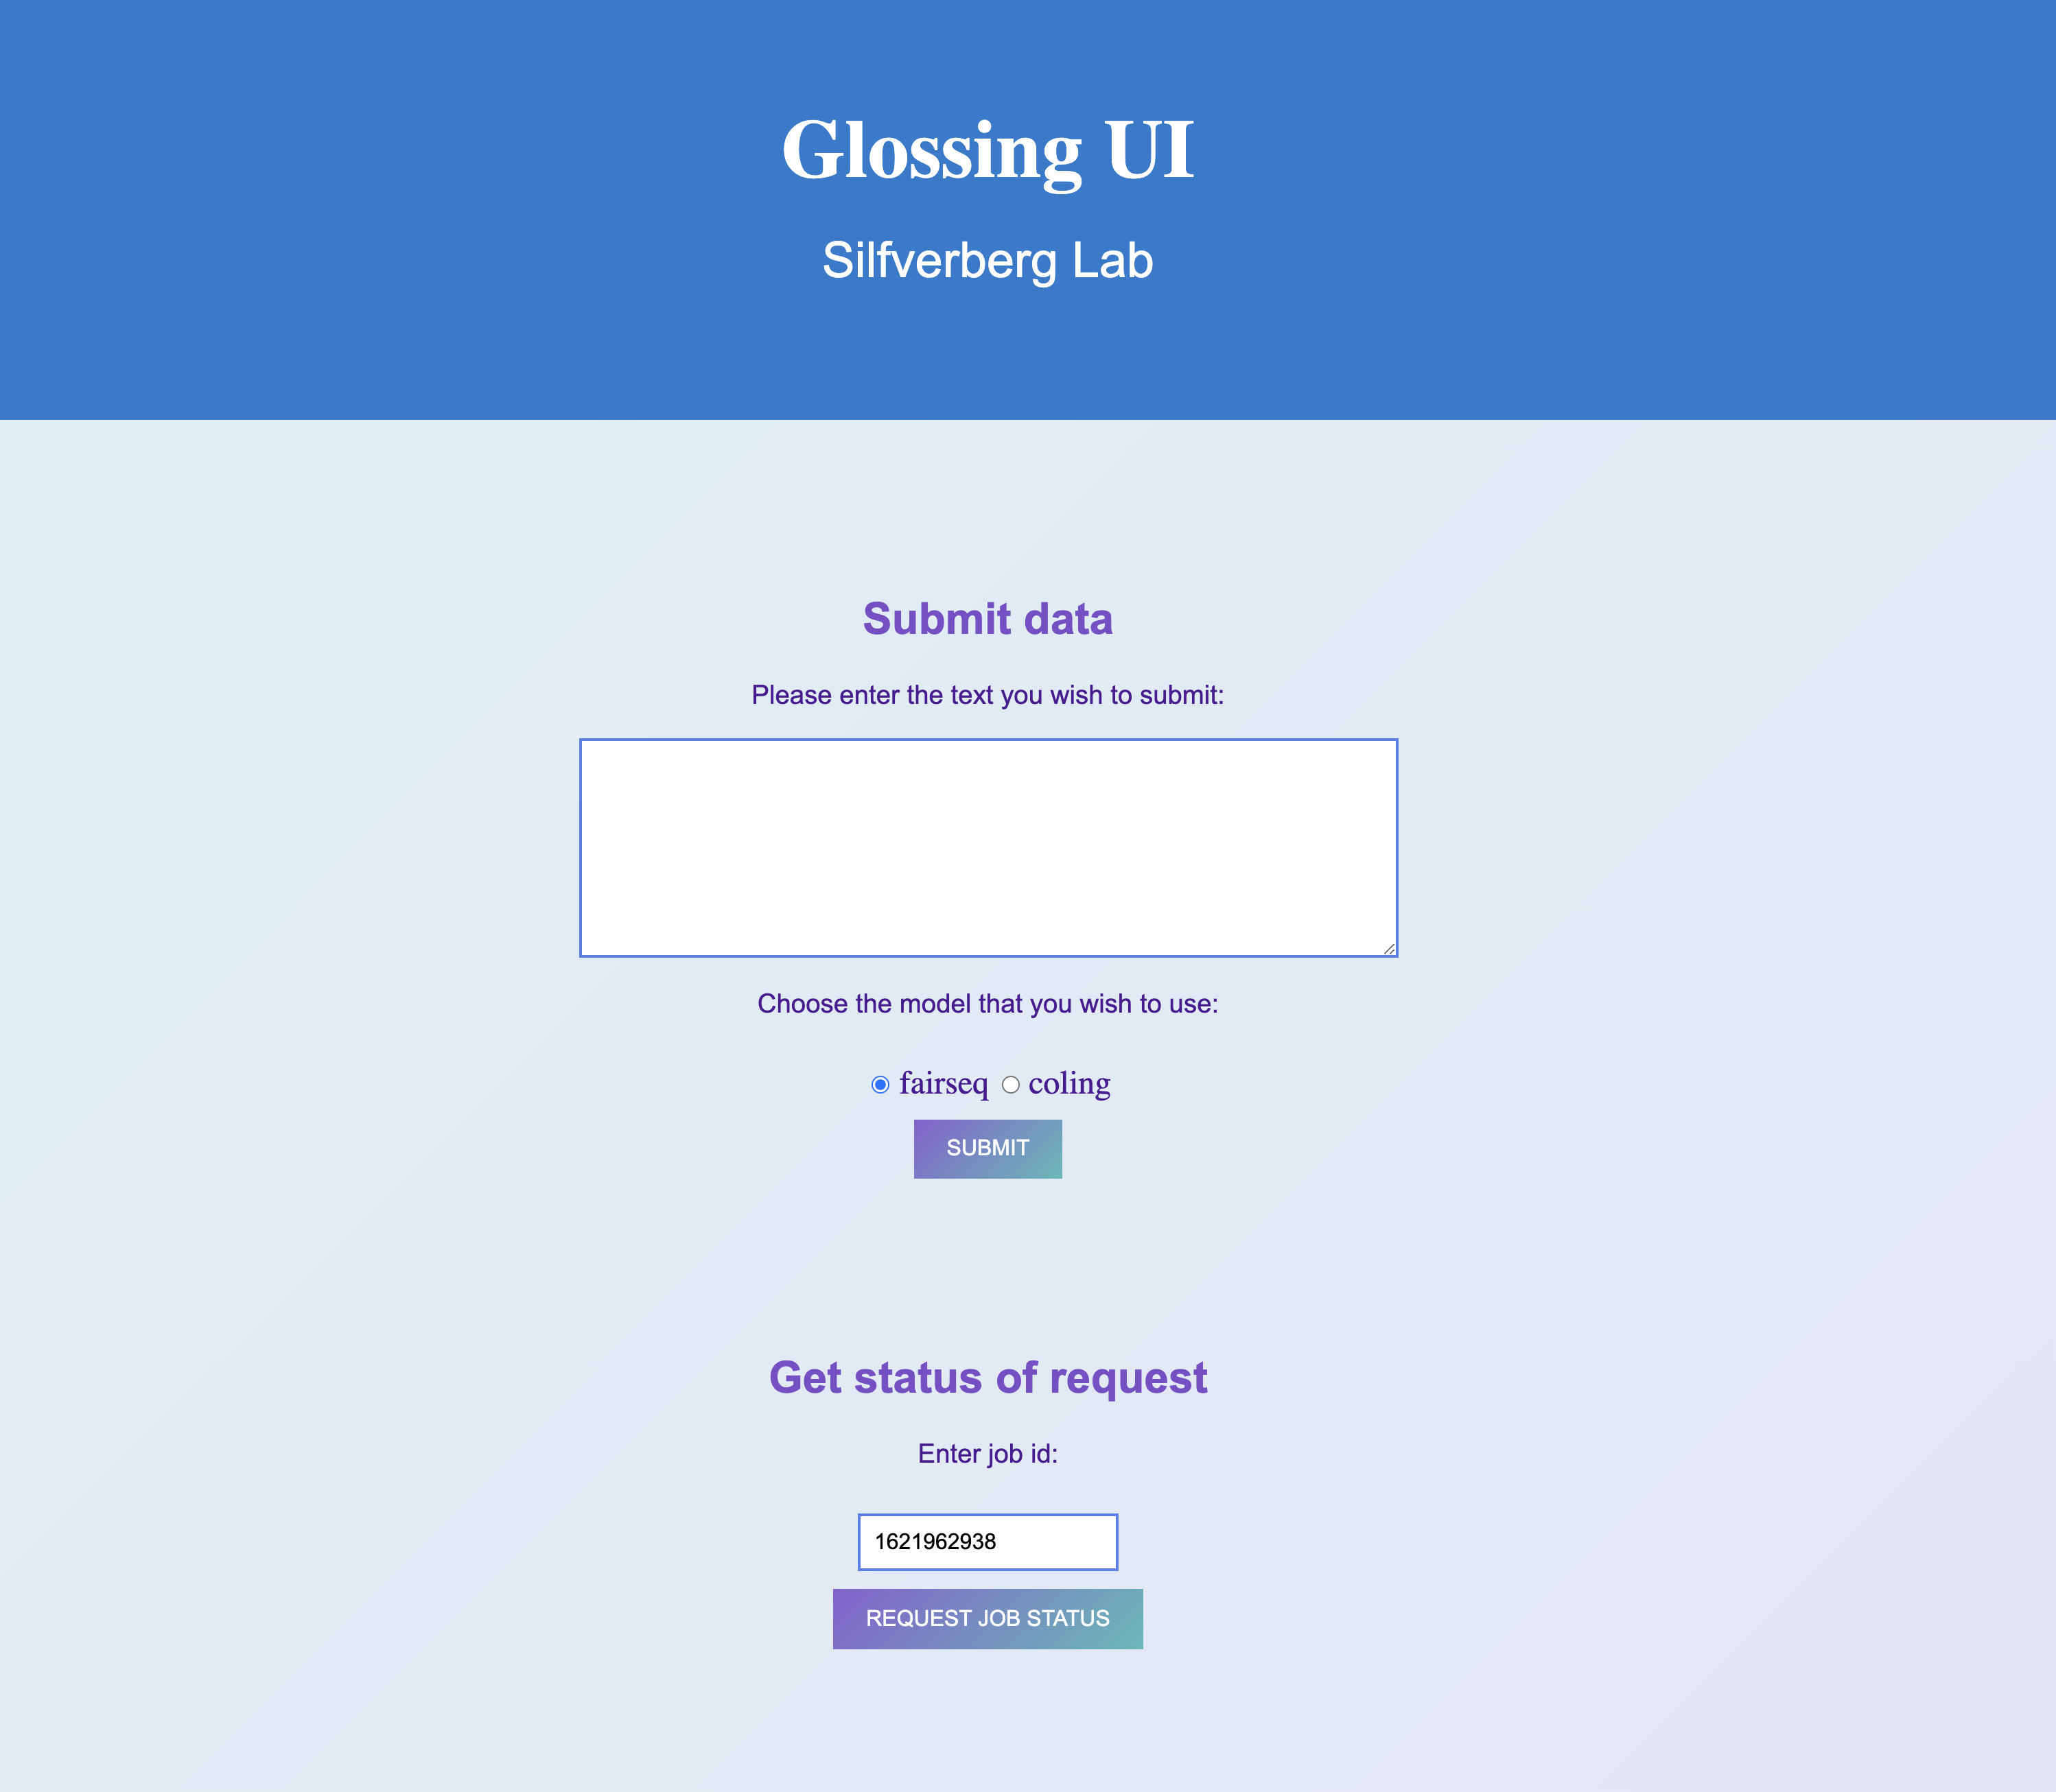 Glossing UI
Silfverberg Lab
Submit data
Please enter the text you wish to submit:
Choose the model that you wish to use:
fairseq coling
SUBMIT
Get status of request
Enter job id:
1621962938
REQUEST JOB STATUS